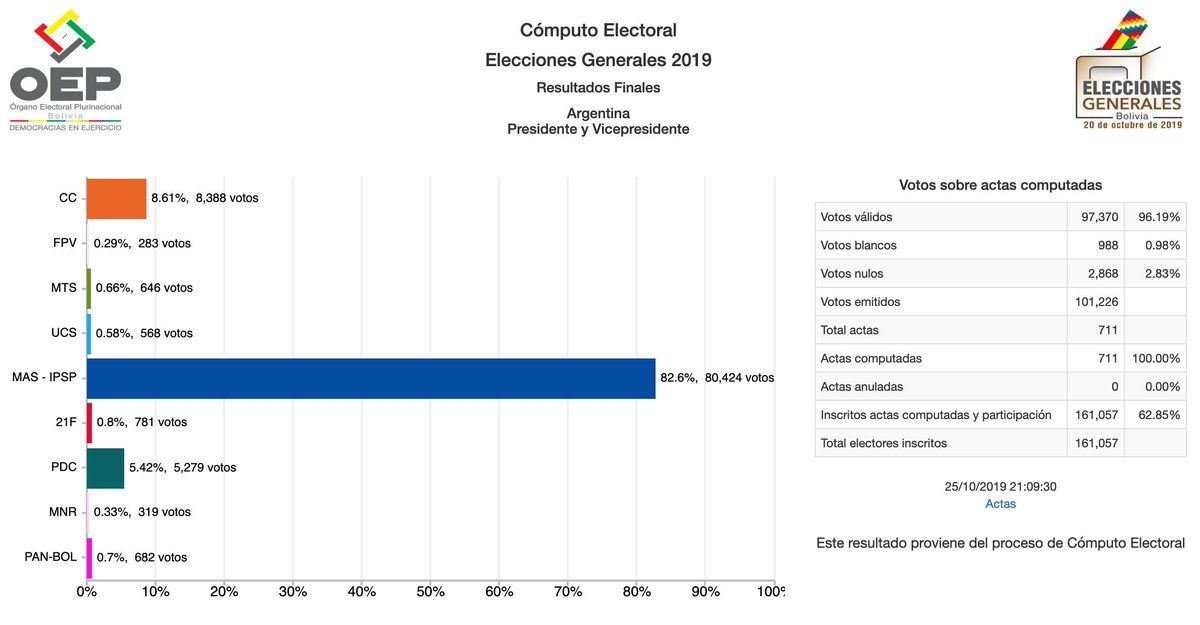 OEP
Órgano Electoral Plurinacional
Bolivia
DEMOCRACIAS EN EJERCICIO
Cómputo Electoral
Elecciones Generales 2019
Resultados Finales
Argentina
Presidente y Vicepresidente
ELECCIONES
GENERALES
Bolivia
20 de octubre de 2019
CC 8.61%, 8,388 votos
FPV 0.29%, 283 votos
MTS 0.66%, 646 votos
UCS 0.58%, 568 votos
MAS - IPSP 82.6%, 80,424 votos
21F 0.8%, 781 votos
PDC 5.42%, 5,279 votos
MNR 0.33%, 319 votos
PAN-BOL 0.7%, 682 votos
0% 10% 20% 30% 40% 50% 60% 70% 80% 90% 100%
Votos sobre actas computadas
Votos válidos 97,370 96.19%
Votos blancos 988 0.98%
Votos nulos 2,868 2.83%
Votos emitidos 101,226
Total actas 711
Actas computadas 711 100.00%
Actas anuladas 0 0.00%
Inscritos actas computadas y participación 161,057 62.85%
Total electores inscritos 161,057
25/10/2019 21:09:30
Actas
Este resultado proviene del proceso de Cómputo Electoral